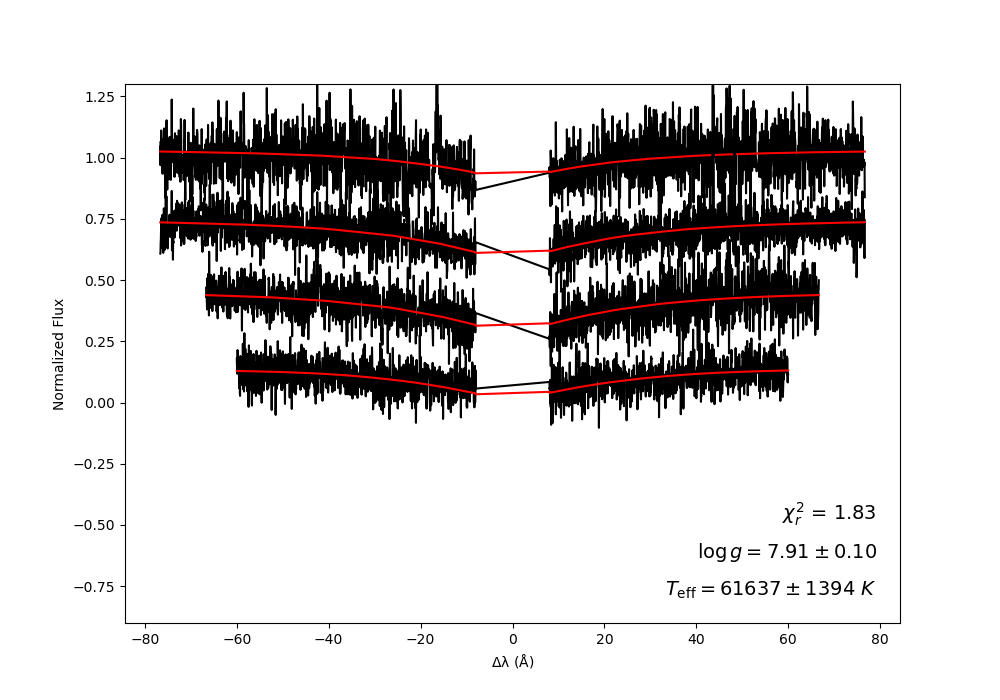 1.25
1.00
0.75
0.50
0.25
0.00
−0.25
−0.50
−0.75
Normalized Flux
χ²ᵣ = 1.83
log g = 7.91 ± 0.10
T_eff = 61637 ± 1394 K
−80 −60 −40 −20 0 20 40 60 80
Δλ (Å)